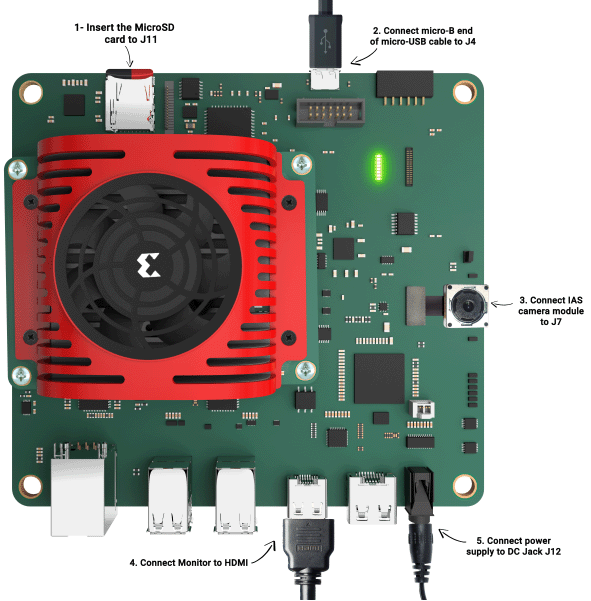 1- Insert the MicroSD
card to J11
2. Connect micro-B end
of micro-USB cable to J4
3. Connect IAS
camera module
to J7
4. Connect Monitor to HDMI
5. Connect power
supply to DC Jack J12